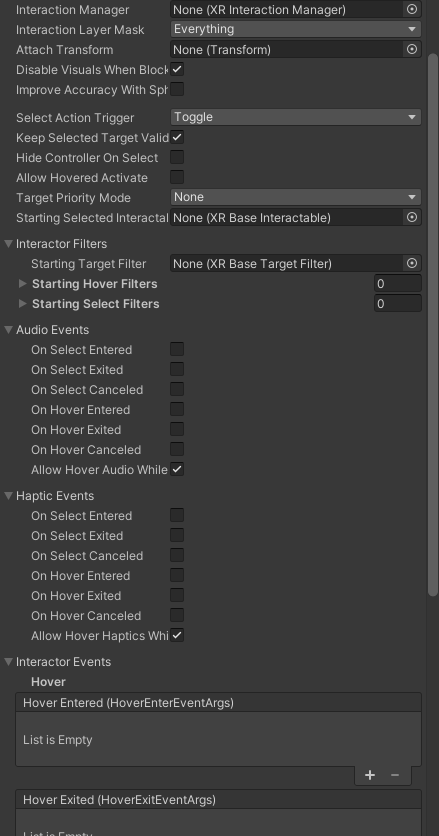 Interaction Manager None (XR Interaction Manager)
Interaction Layer Mask Everything
Attach Transform None (Transform)
Disable Visuals When Block
Improve Accuracy With Sph
Select Action Trigger Toggle
Keep Selected Target Valid
Hide Controller On Select
Allow Hovered Activate
Target Priority Mode None
Starting Selected Interactal None (XR Base Interactable)
Interactor Filters
Starting Target Filter None (XR Base Target Filter)
Starting Hover Filters 0
Starting Select Filters 0
Audio Events
On Select Entered
On Select Exited
On Select Canceled
On Hover Entered
On Hover Exited
On Hover Canceled
Allow Hover Audio While
Haptic Events
On Select Entered
On Select Exited
On Select Canceled
On Hover Entered
On Hover Exited
On Hover Canceled
Allow Hover Haptics Whi
Interactor Events
Hover
Hover Entered (HoverEnterEventArgs)
List is Empty
+ −
Hover Exited (HoverExitEventArgs)
List is Empty